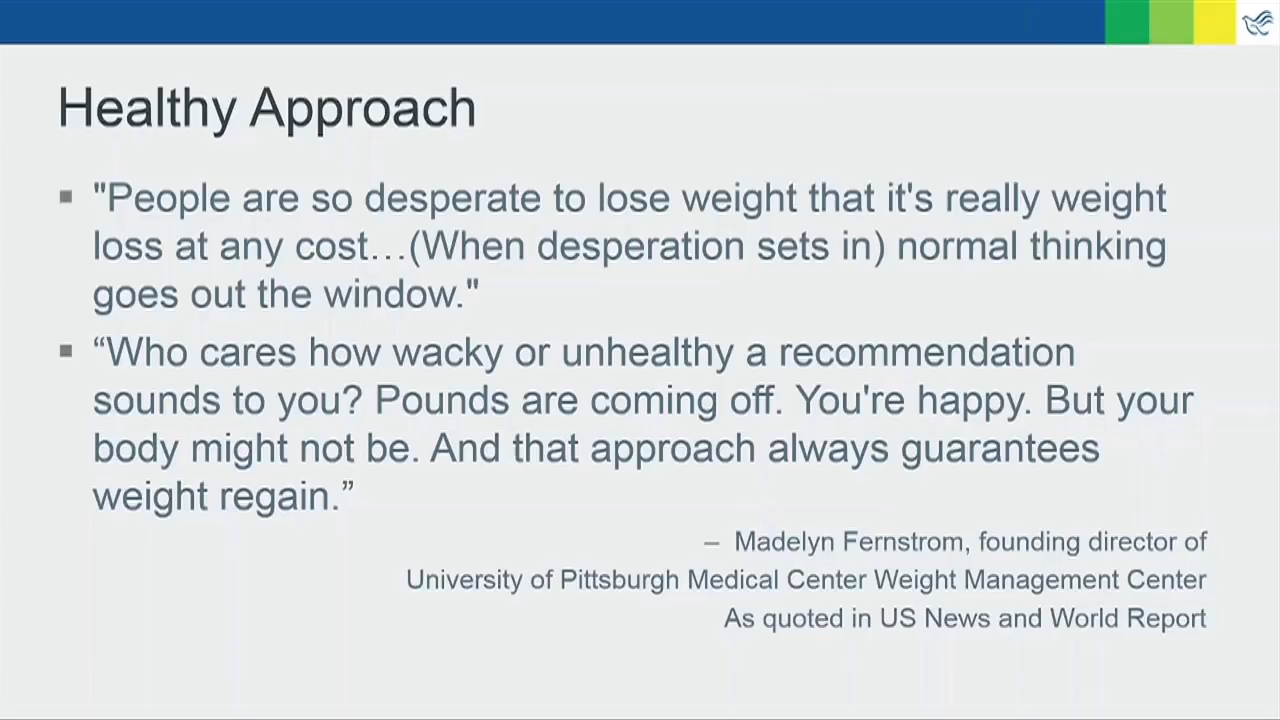 Healthy Approach
▪ "People are so desperate to lose weight that it's really weight
loss at any cost…(When desperation sets in) normal thinking
goes out the window."
▪ “Who cares how wacky or unhealthy a recommendation
sounds to you? Pounds are coming off. You're happy. But your
body might not be. And that approach always guarantees
weight regain.”
– Madelyn Fernstrom, founding director of
University of Pittsburgh Medical Center Weight Management Center
As quoted in US News and World Report